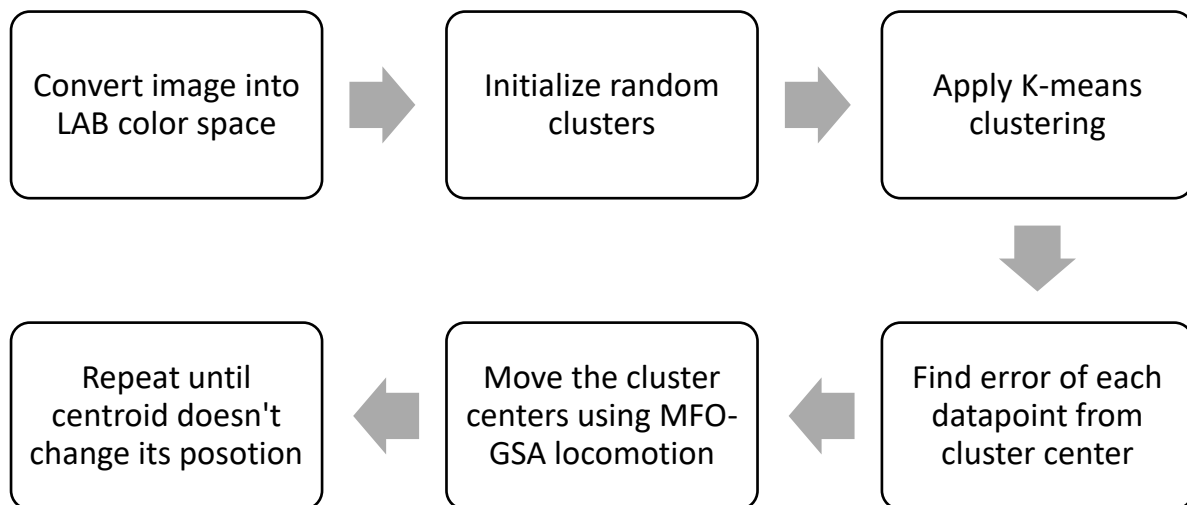 Convert image into
LAB color space
Initialize random
clusters
Apply K-means
clustering
Find error of each
datapoint from
cluster center
Move the cluster
centers using MFO-
GSA locomotion
Repeat until
centroid doesn't
change its posotion